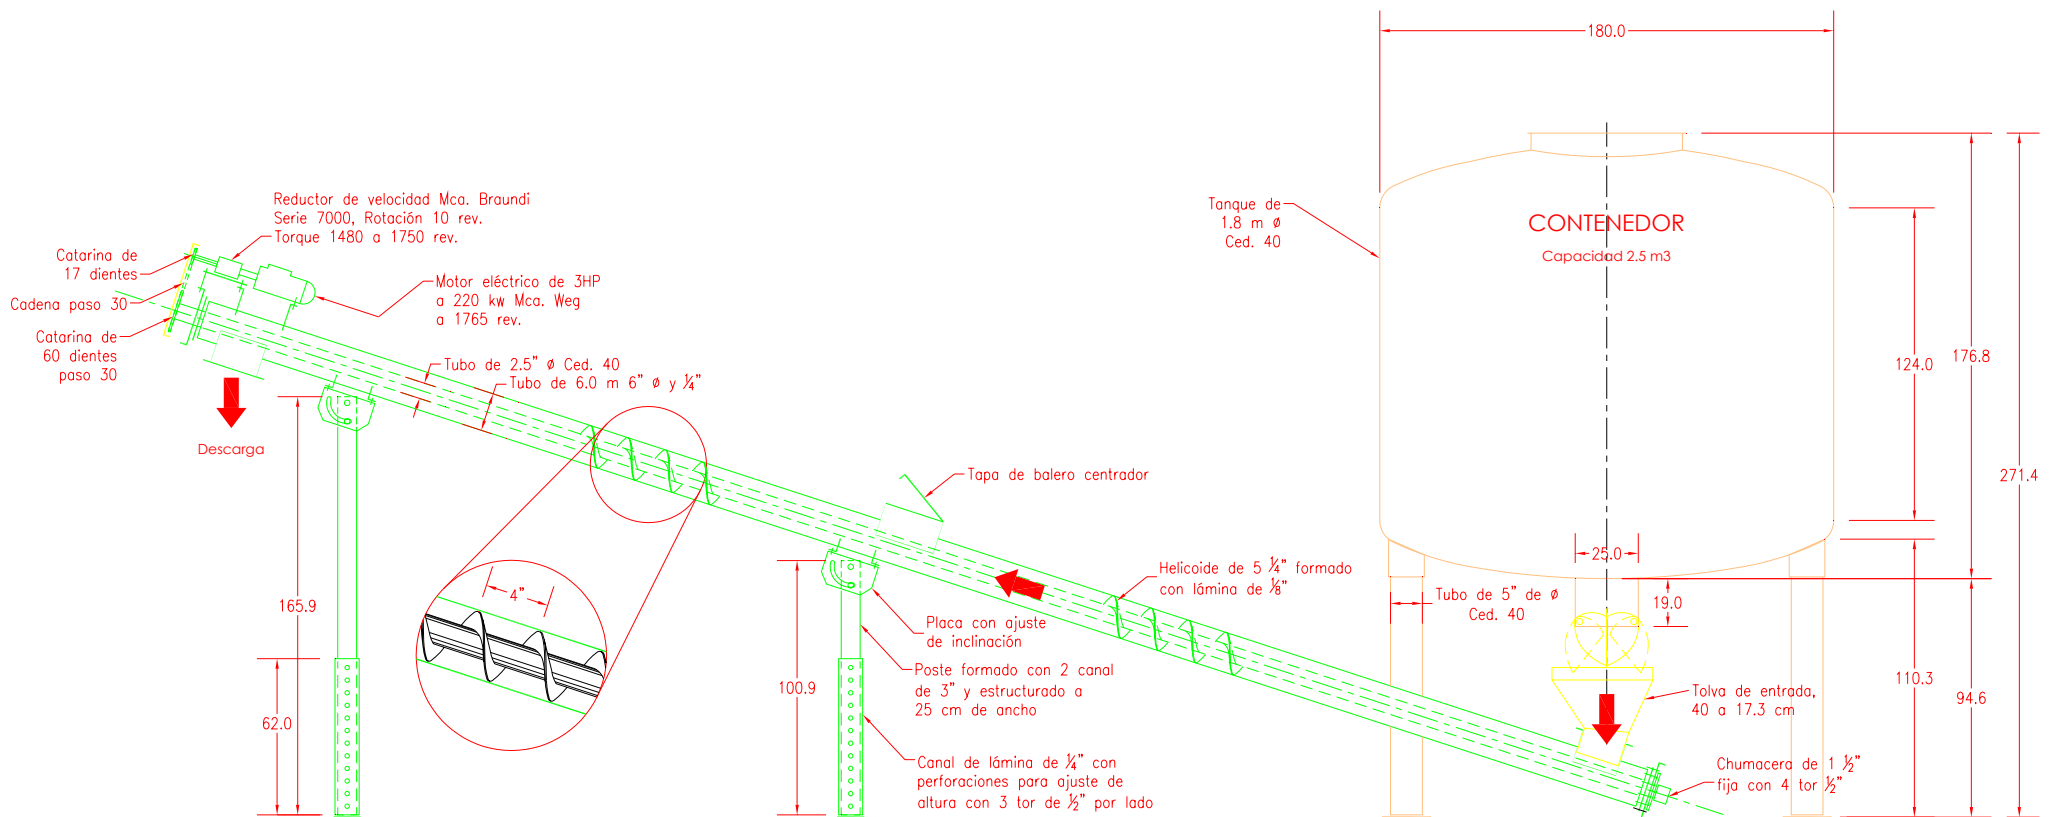 180.0
Reductor de velocidad Mca. Braundi
Serie 7000, Rotación 10 rev.
Torque 1480 a 1750 rev.
Catarina de
17 dientes
Cadena paso 30
Catarina de
60 dientes
paso 30
Motor eléctrico de 3HP
a 220 kw Mca. Weg
a 1765 rev.
Tubo de 2.5" ø Ced. 40
Tubo de 6.0 m 6" ø y ¼"
Descarga
Tanque de
1.8 m ø
Ced. 40
CONTENEDOR
Capacidad 2.5 m3
176.8
124.0
271.4
Tapa de balero centrador
Helicoide de 5 ¼" formado
con lámina de ⅛"
25.0
19.0
Tubo de 5" de ø
Ced. 40
4"
165.9
62.0
100.9
Placa con ajuste
de inclinación
Poste formado con 2 canal
de 3" y estructurado a
25 cm de ancho
Canal de lámina de ¼" con
perforaciones para ajuste de
altura con 3 tor de ½" por lado
Tolva de entrada,
40 a 17.3 cm
110.3
94.6
Chumacera de 1 ½"
fija con 4 tor ½"